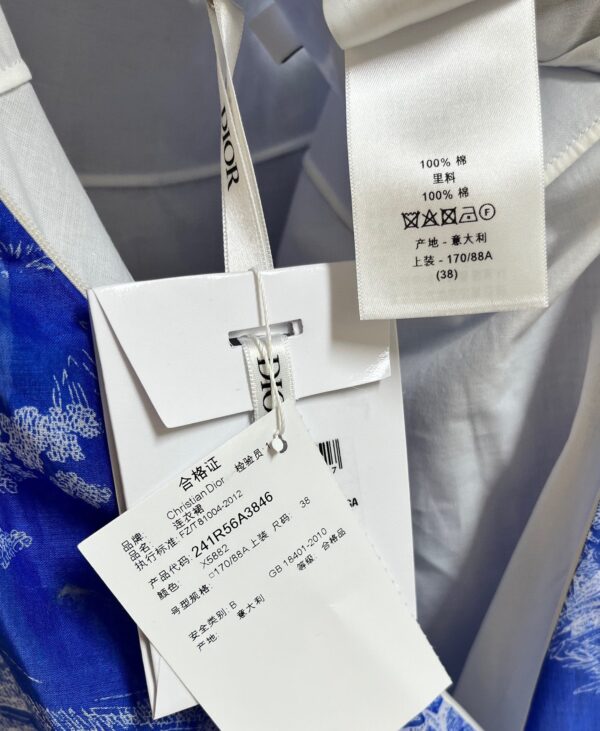 DIOR
100% 棉
里料
100% 棉
产地 - 意大利
上装 - 170/88A
(38)
DIOR
7
合格证
检验员
品牌: Christian Dior
品名: 连衣裙
执行标准: FZ/T81004-2012
产品代码: 241R56A3846
颜色: X5882
号型规格: □170/88A 上装 尺码: 38
安全类别: B GB 18401-2010
产地: 意大利 等级: 合格品